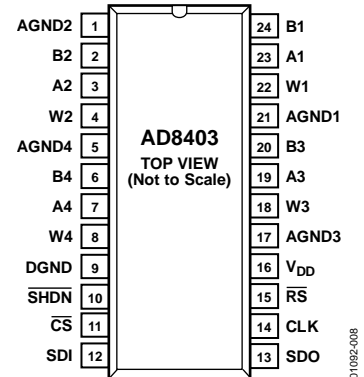 AGND2 1 24 B1
B2 2 23 A1
A2 3 22 W1
W2 4 21 AGND1
AGND4 5 AD8403 20 B3
B4 6 TOP VIEW 19 A3
A4 7 (Not to Scale) 18 W3
W4 8 17 AGND3
DGND 9 16 VDD
SHDN 10 15 RS
CS 11 14 CLK
SDI 12 13 SDO
01092-008